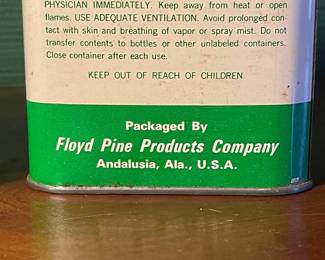 PHYSICIAN IMMEDIATELY. Keep away from heat or open
flames. USE ADEQUATE VENTILATION. Avoid prolonged con-
tact with skin and breathing of vapor or spray mist. Do not
transfer contents to bottles or other unlabeled containers.
Close container after each use.
KEEP OUT OF REACH OF CHILDREN
Packaged By
Floyd Pine Products Company
Andalusia, Ala., U.S.A.